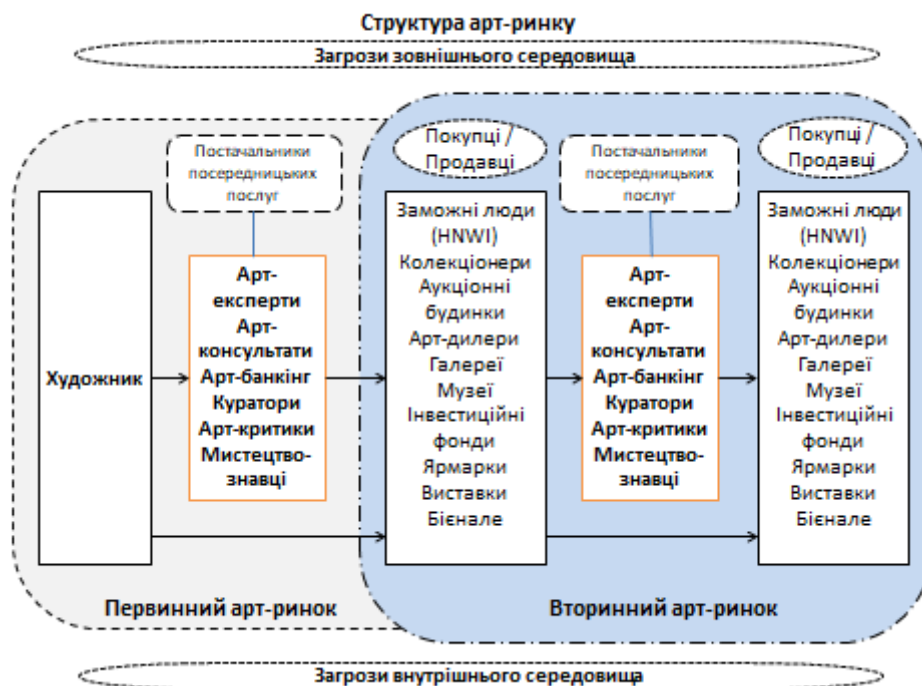 Структура арт-ринку
Загрози зовнішнього середовища
Постачальники
посередницьких
послуг
Покупці /
Продавці
Постачальники
посередницьких
послуг
Покупці /
Продавці
Художник
Арт-
експерти
Арт-
консультати
Арт-банкінг
Куратори
Арт-критики
Мистецтво-
знавці
Заможні люди
(HNWI)
Колекціонери
Аукціонні
будинки
Арт-дилери
Галереї
Музеї
Інвестиційні
фонди
Ярмарки
Виставки
Бієнале
Арт-
експерти
Арт-
консультати
Арт-банкінг
Куратори
Арт-критики
Мистецтво-
знавці
Заможні люди
(HNWI)
Колекціонери
Аукціонні
будинки
Арт-дилери
Галереї
Музеї
Інвестиційні
фонди
Ярмарки
Виставки
Бієнале
Первинний арт-ринок
Вторинний арт-ринок
Загрози внутрішнього середовища